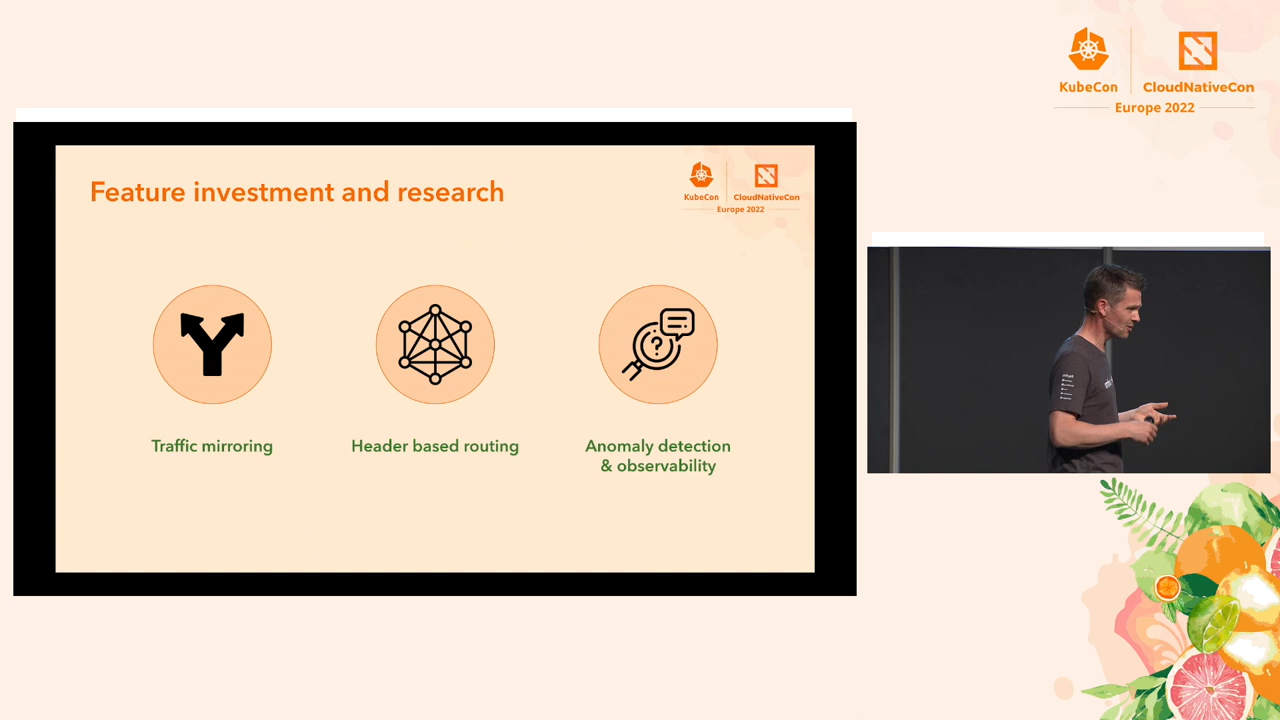 KubeCon
CloudNativeCon
Europe 2022
Feature investment and research
KubeCon
CloudNativeCon
Europe 2022
?
Traffic mirroring
Header based routing
Anomaly detection
& observability